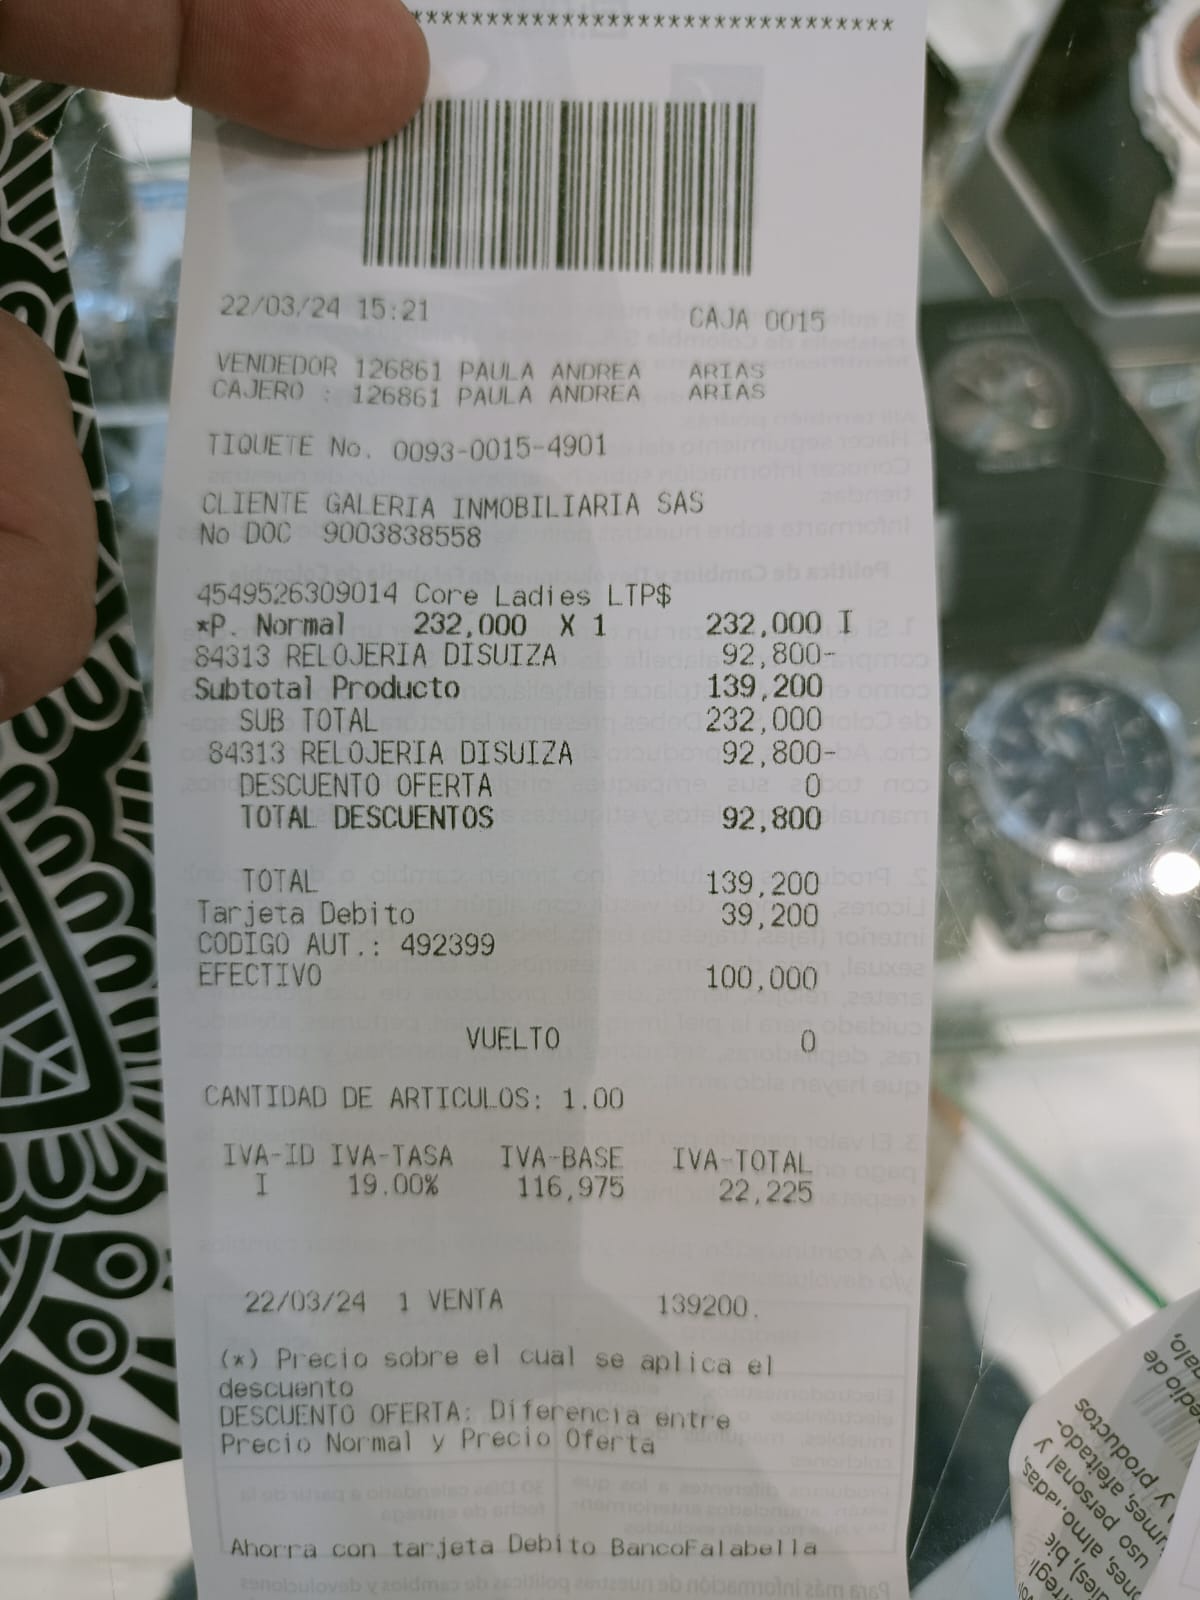 ********************************
22/03/24 15:21 CAJA 0015
VENDEDOR 126861 PAULA ANDREA ARIAS
CAJERO : 126861 PAULA ANDREA ARIAS
TIQUETE No. 0093-0015-4901
CLIENTE GALERIA INMOBILIARIA SAS
No DOC 9003838558
4549526309014 Core Ladies LTP$
*P. Normal 232,000 X 1 232,000 I
84313 RELOJERIA DISUIZA 92,800-
Subtotal Producto 139,200
SUB TOTAL 232,000
84313 RELOJERIA DISUIZA 92,800-
DESCUENTO OFERTA 0
TOTAL DESCUENTOS 92,800
TOTAL 139,200
Tarjeta Debito 39,200
CODIGO AUT.: 492399
EFECTIVO 100,000
VUELTO 0
CANTIDAD DE ARTICULOS: 1.00
IVA-ID IVA-TASA IVA-BASE IVA-TOTAL
I 19.00% 116,975 22,225
22/03/24 1 VENTA 139200.
(*) Precio sobre el cual se aplica el
descuento
DESCUENTO OFERTA: Diferencia entre
Precio Normal y Precio Oferta
Ahorra con tarjeta Debito BancoFalabella